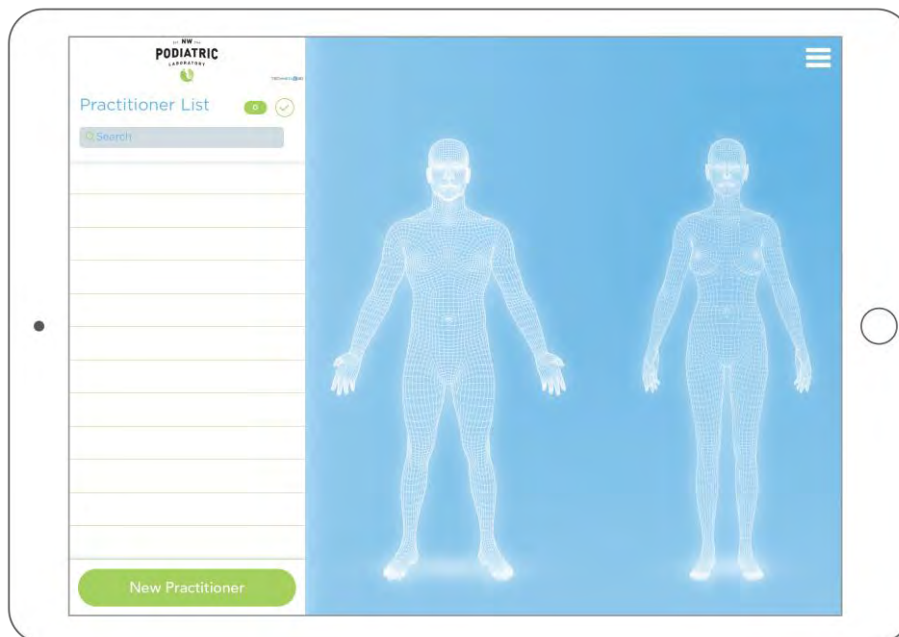 NW
PODIATRIC
LABORATORY
Practitioner List
0
Search
New Practitioner